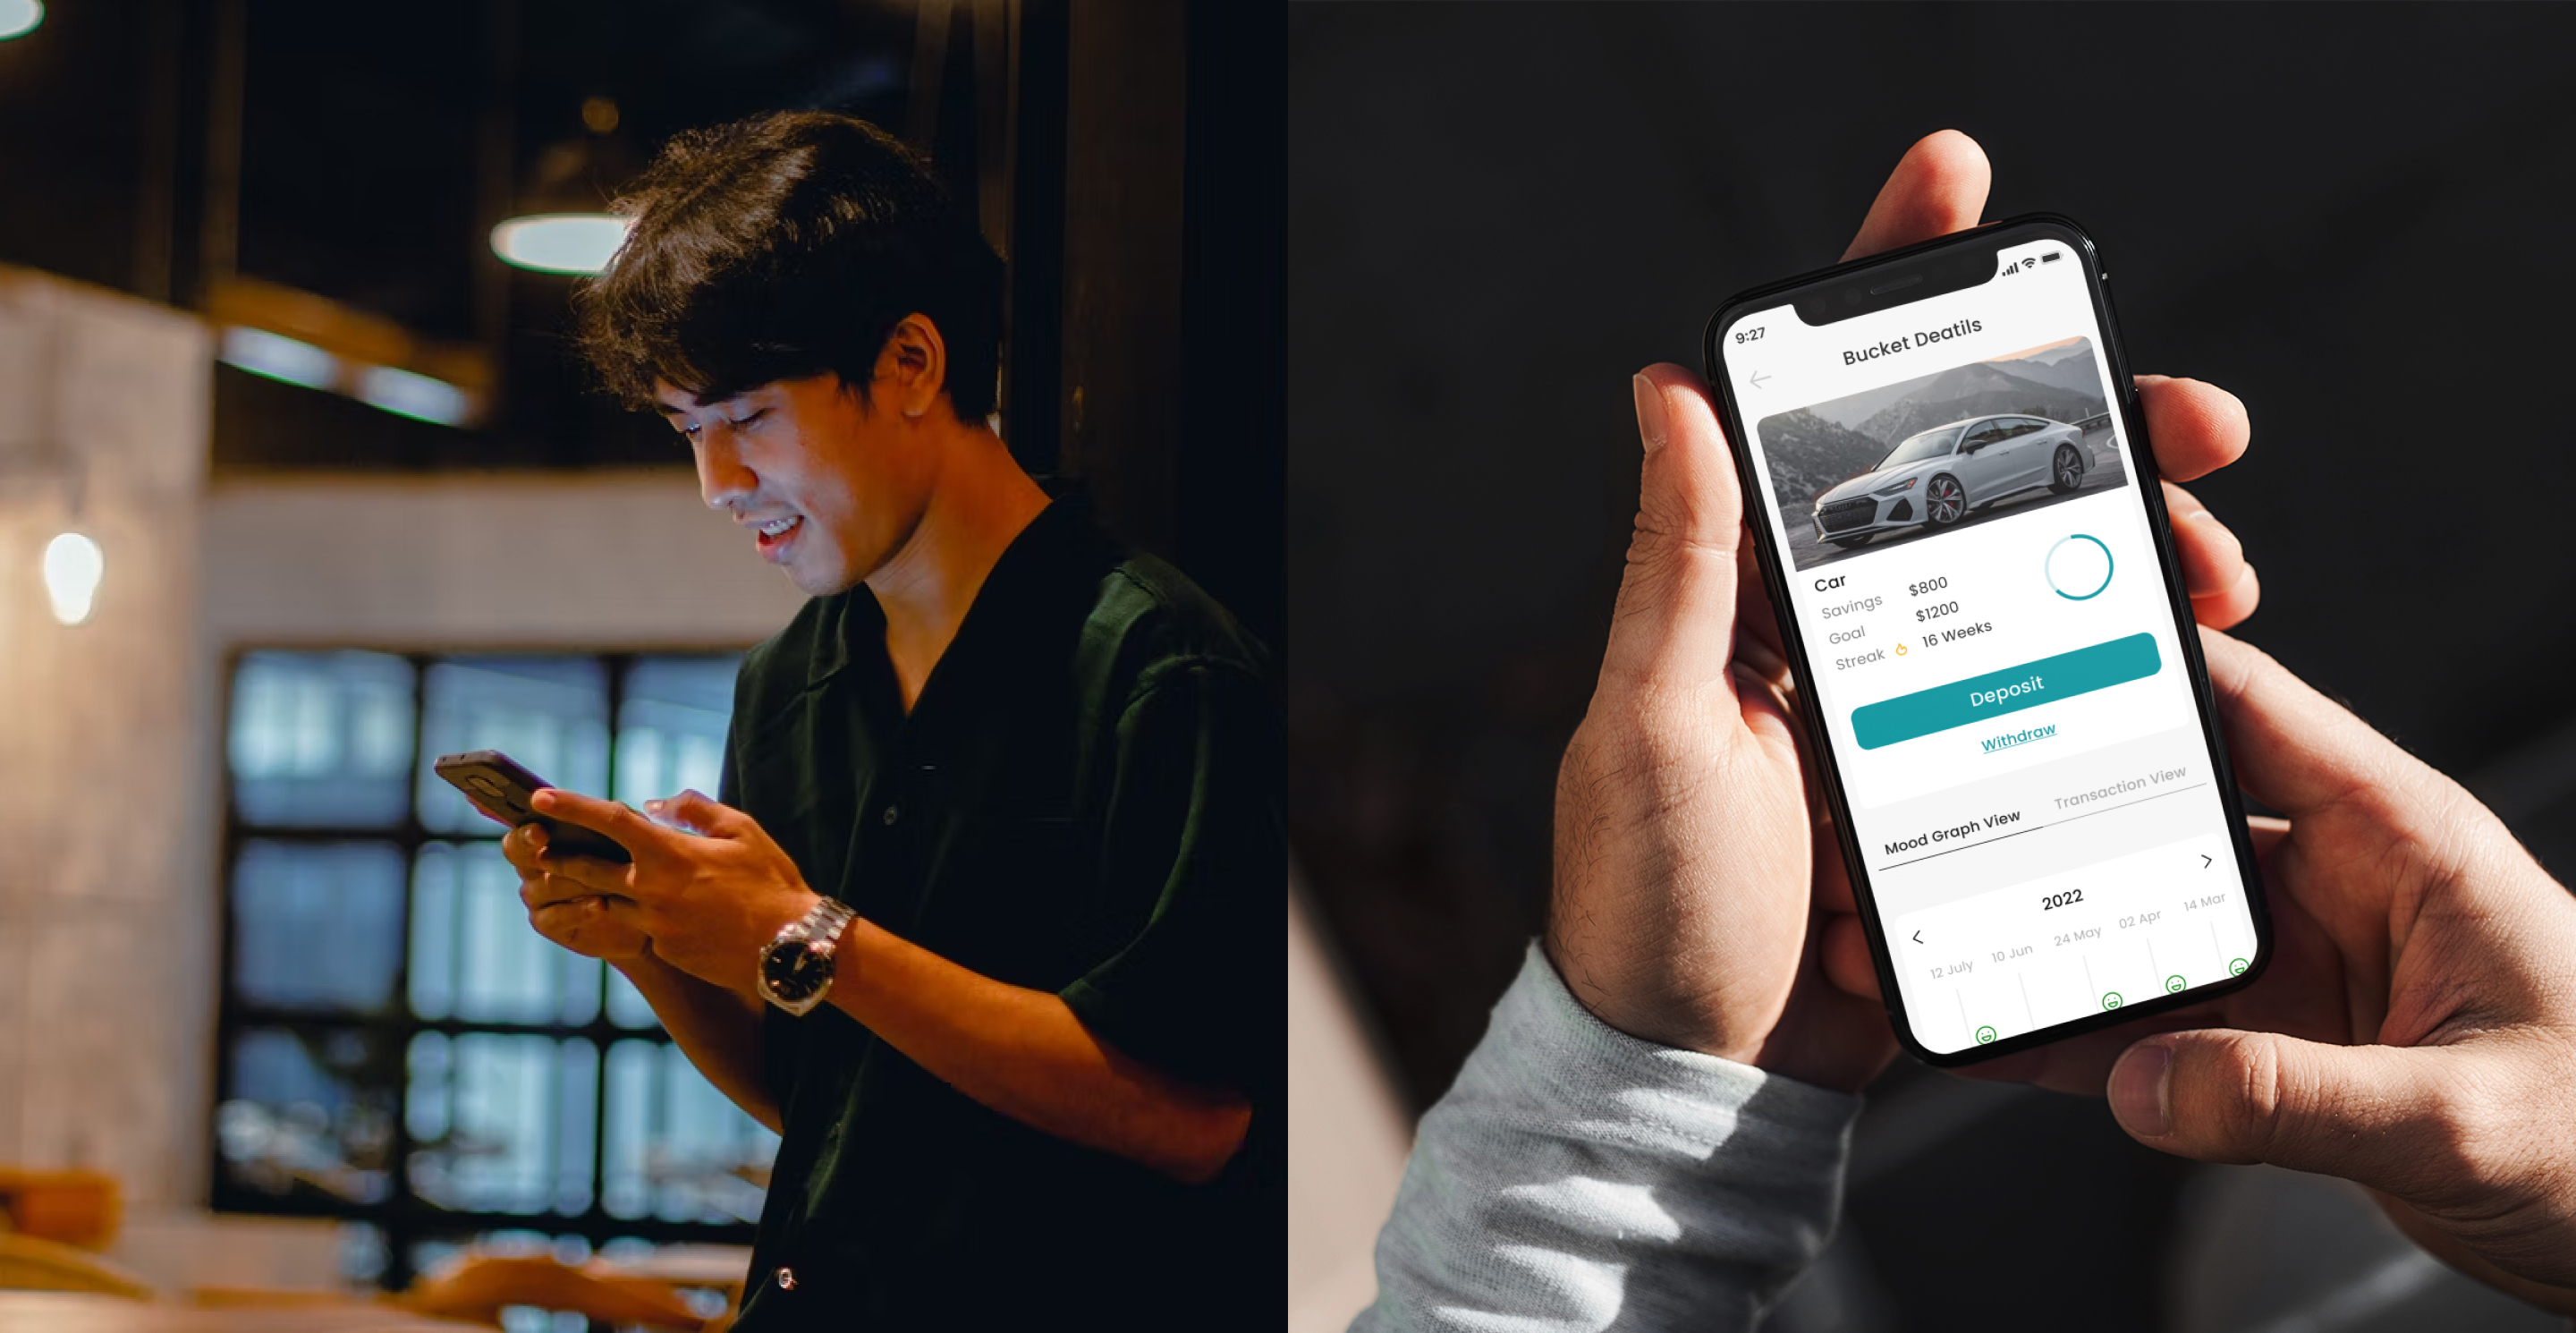 9:27
Bucket Deatils
Car
Savings $800
Goal $1200
Streak 16 Weeks
Deposit
Withdraw
Mood Graph View Transaction View
2022
12 July 10 Jun 24 May 02 Apr 14 Mar